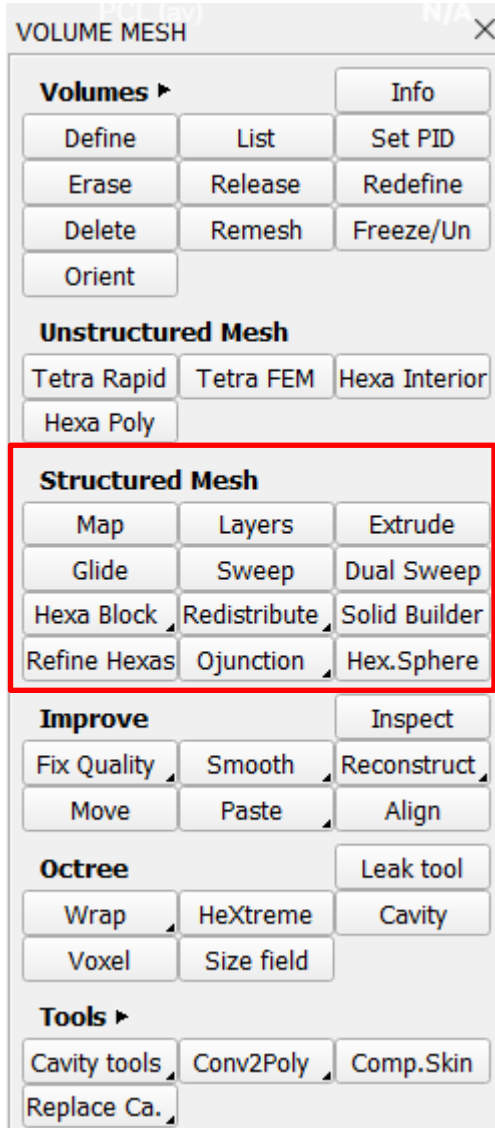 PCL (av) N/A
VOLUME MESH
Volumes Info
Define List Set PID
Erase Release Redefine
Delete Remesh Freeze/Un
Orient
Unstructured Mesh
Tetra Rapid Tetra FEM Hexa Interior
Hexa Poly
Structured Mesh
Map Layers Extrude
Glide Sweep Dual Sweep
Hexa Block Redistribute Solid Builder
Refine Hexas Ojunction Hex.Sphere
Improve Inspect
Fix Quality Smooth Reconstruct
Move Paste Align
Octree Leak tool
Wrap HeXtreme Cavity
Voxel Size field
Tools
Cavity tools Conv2Poly Comp.Skin
Replace Ca.